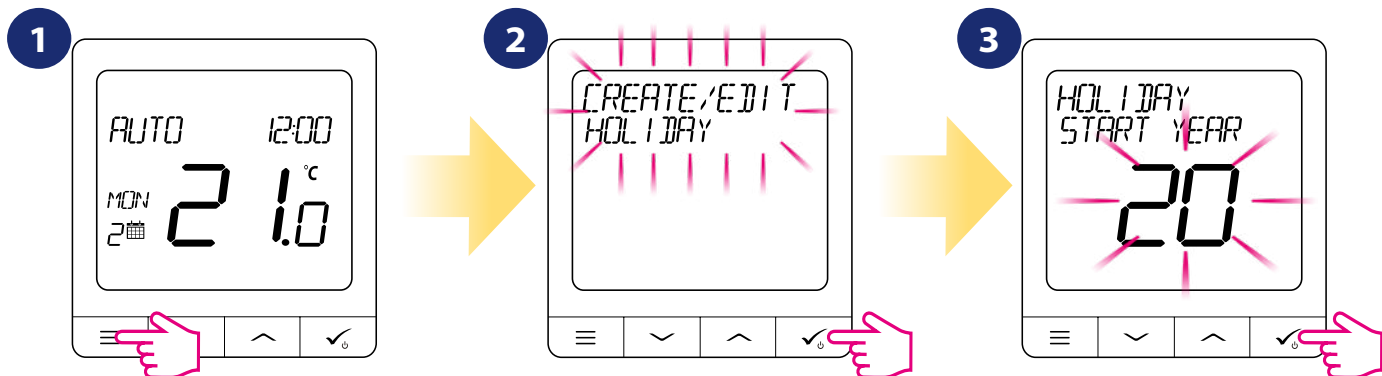 1
AUTO 12:00
MON
2
21.0 °C
2
CREATE/EDIT
HOLIDAY
3
HOLIDAY
START YEAR
20